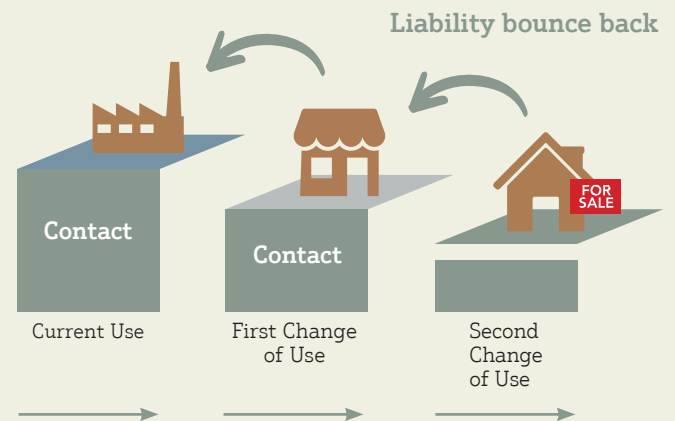 Liability bounce back
FOR
SALE
Contact
Contact
Current Use
First Change
of Use
Second
Change
of Use